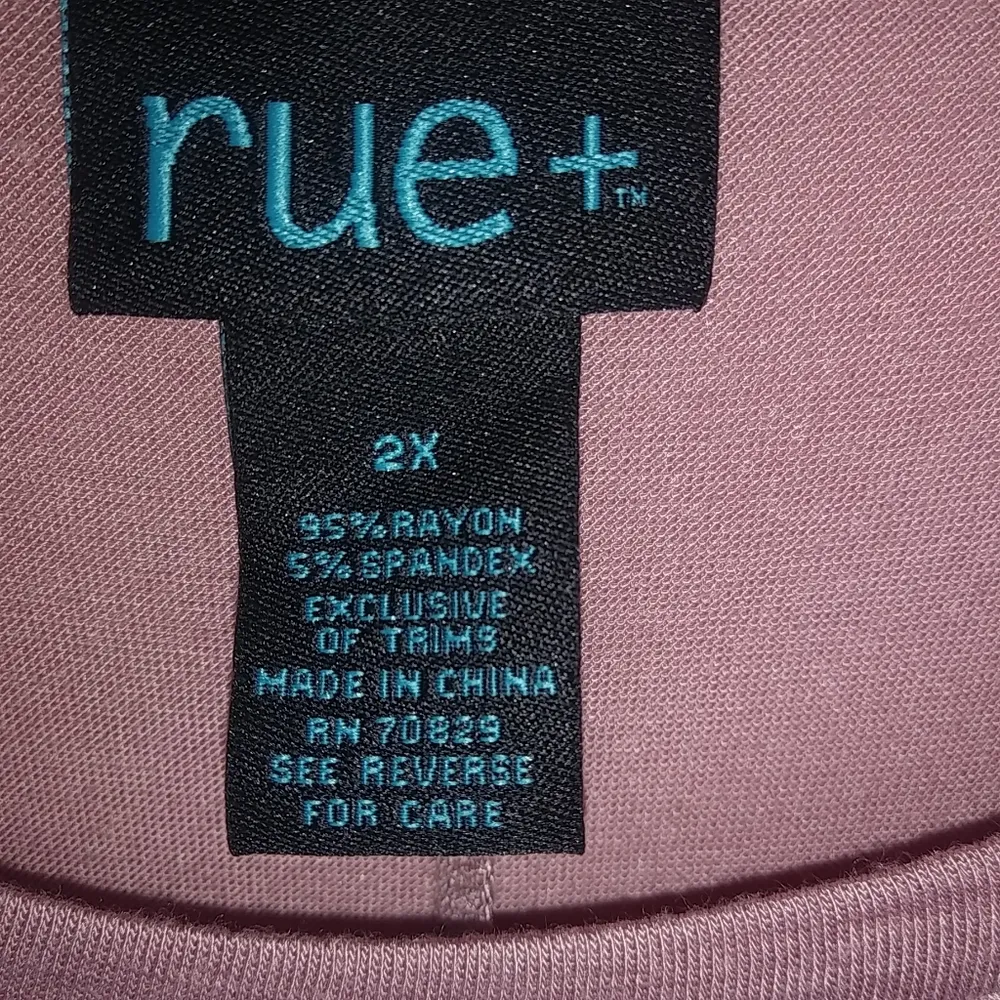 rue+™
2X
95% RAYON
5% SPANDEX
EXCLUSIVE
OF TRIMS
MADE IN CHINA
RN 70829
SEE REVERSE
FOR CARE